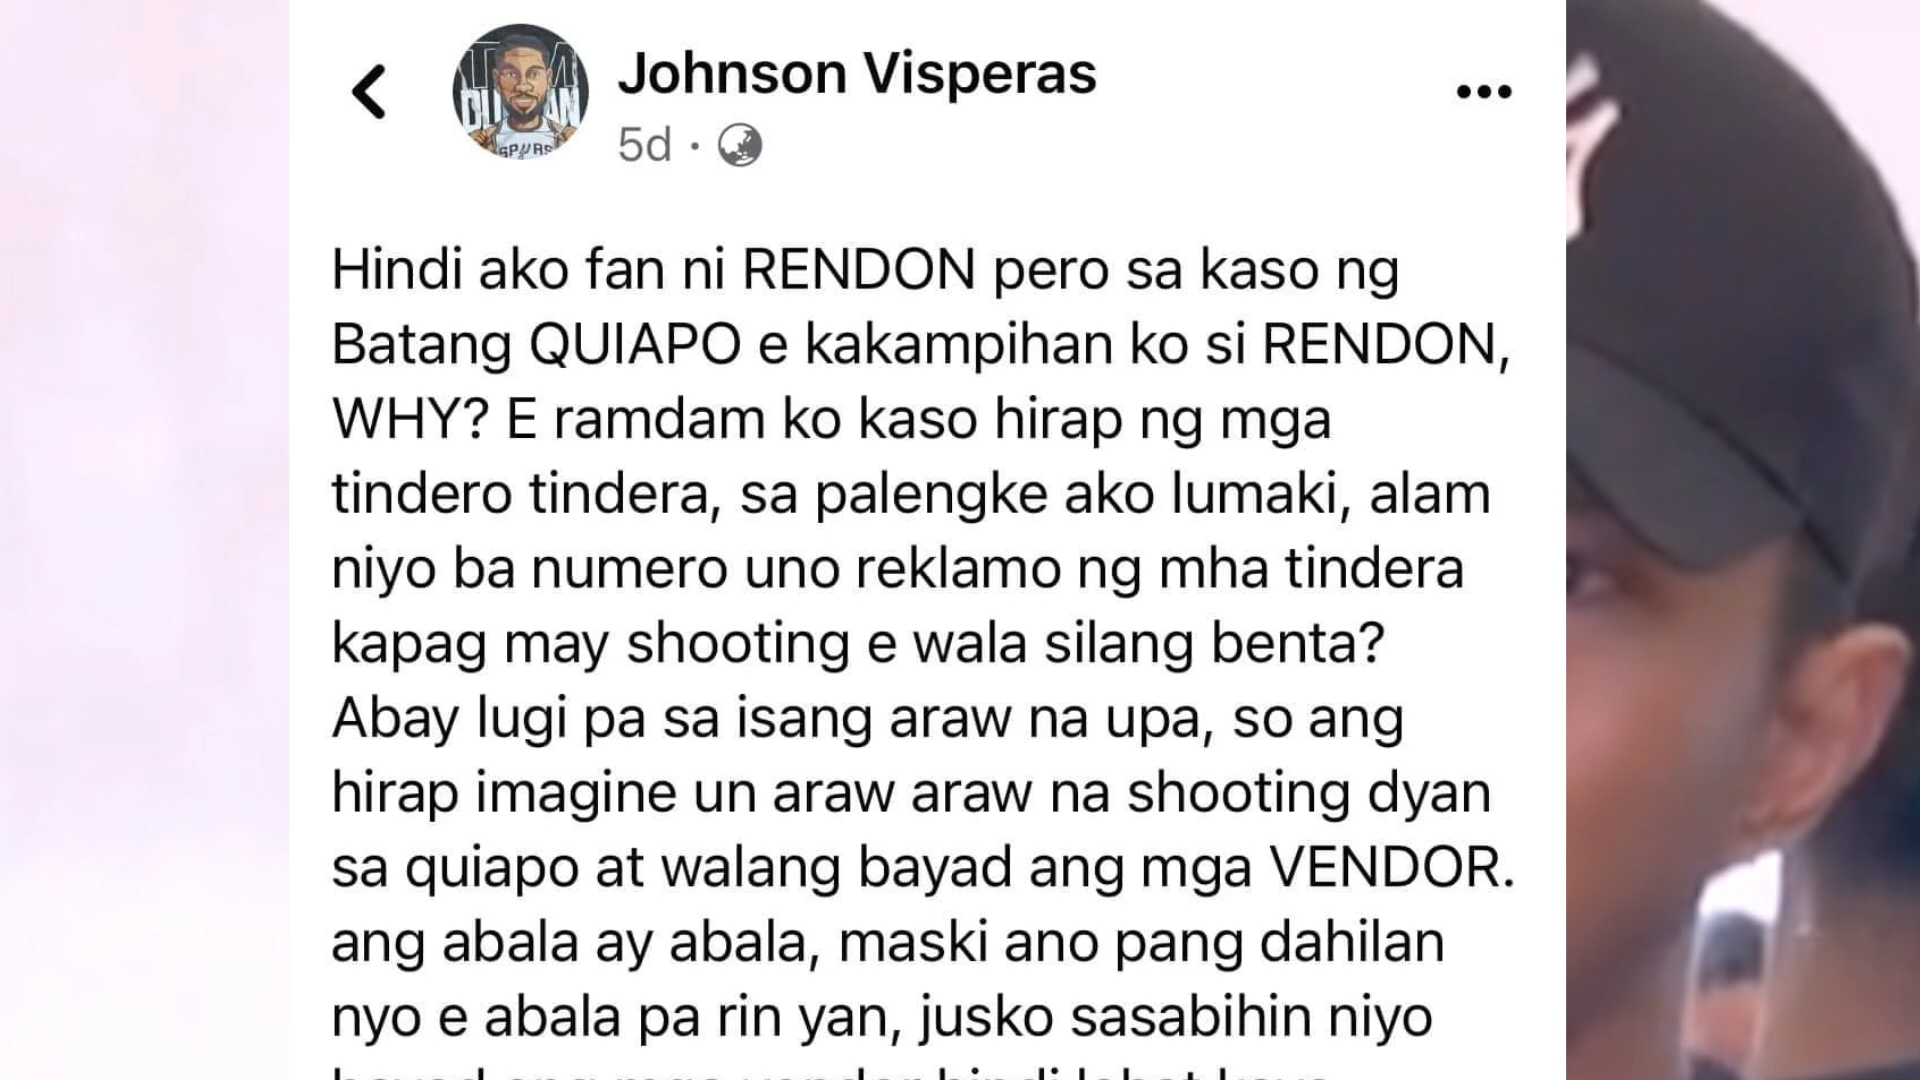 Johnson Visperas
5d ·
Hindi ako fan ni RENDON pero sa kaso ng
Batang QUIAPO e kakampihan ko si RENDON,
WHY? E ramdam ko kaso hirap ng mga
tindero tindera, sa palengke ako lumaki, alam
niyo ba numero uno reklamo ng mha tindera
kapag may shooting e wala silang benta?
Abay lugi pa sa isang araw na upa, so ang
hirap imagine un araw araw na shooting dyan
sa quiapo at walang bayad ang mga VENDOR.
ang abala ay abala, maski ano pang dahilan
nyo e abala pa rin yan, jusko sasabihin niyo